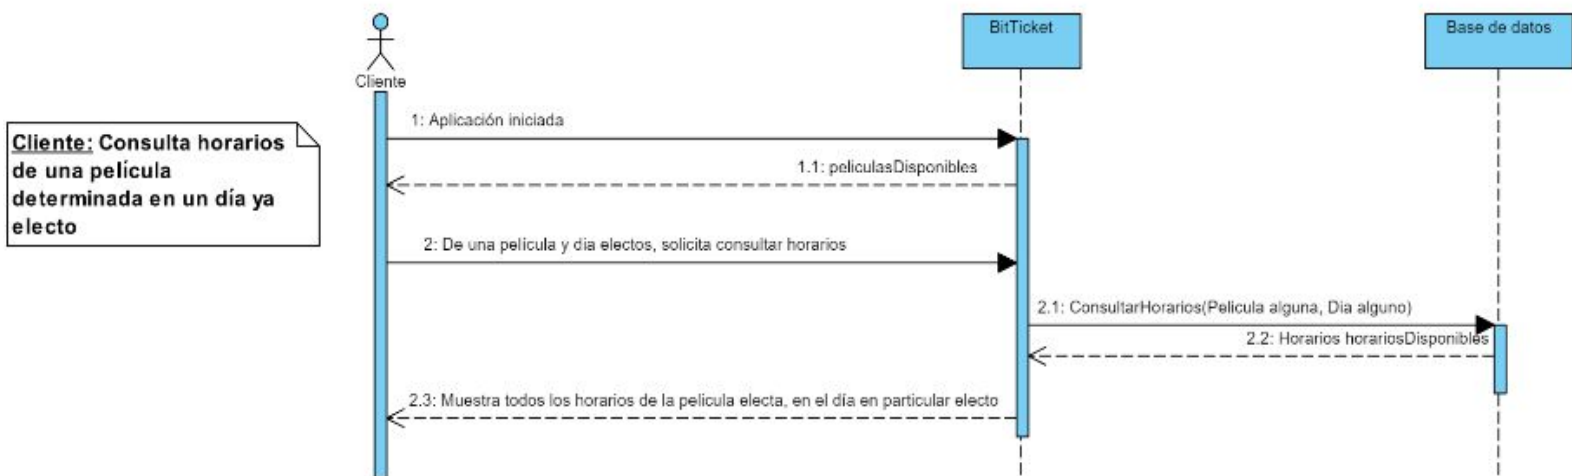 BitTicket
Base de datos
Cliente
1: Aplicación iniciada
Cliente: Consulta horarios
de una película
determinada en un día ya
electo
1.1: peliculasDisponibles
2: De una película y dia electos, solicita consultar horarios
2.1: ConsultarHorarios(Pelicula alguna, Dia alguno)
2.2: Horarios horariosDisponibles
2.3: Muestra todos los horarios de la pelicula electa, en el día en particular electo